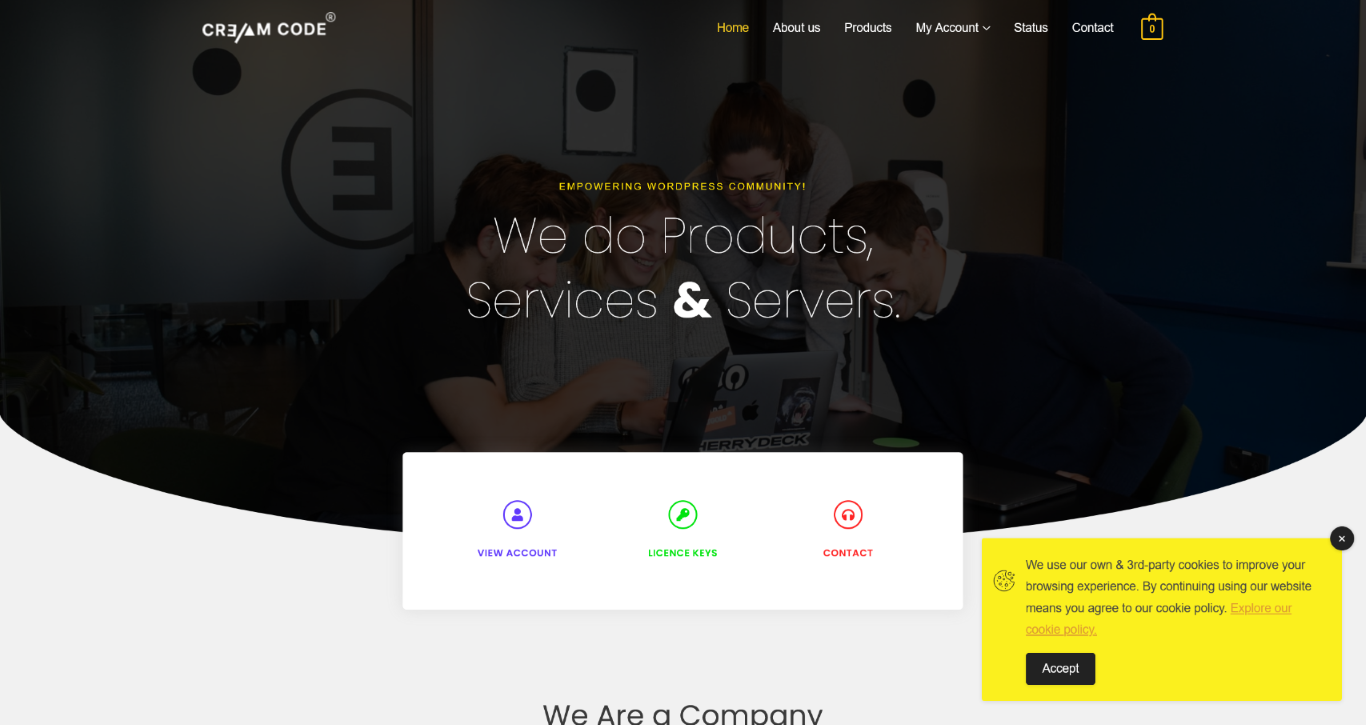 CREAM CODE®
Home About us Products My Account Status Contact 0
EMPOWERING WORDPRESS COMMUNITY!
We do Products,
Services & Servers.
HERRYDECK
VIEW ACCOUNT LICENCE KEYS CONTACT
We use our own & 3rd-party cookies to improve your
browsing experience. By continuing using our website
means you agree to our cookie policy. Explore our
cookie policy.
Accept
We Are a Company